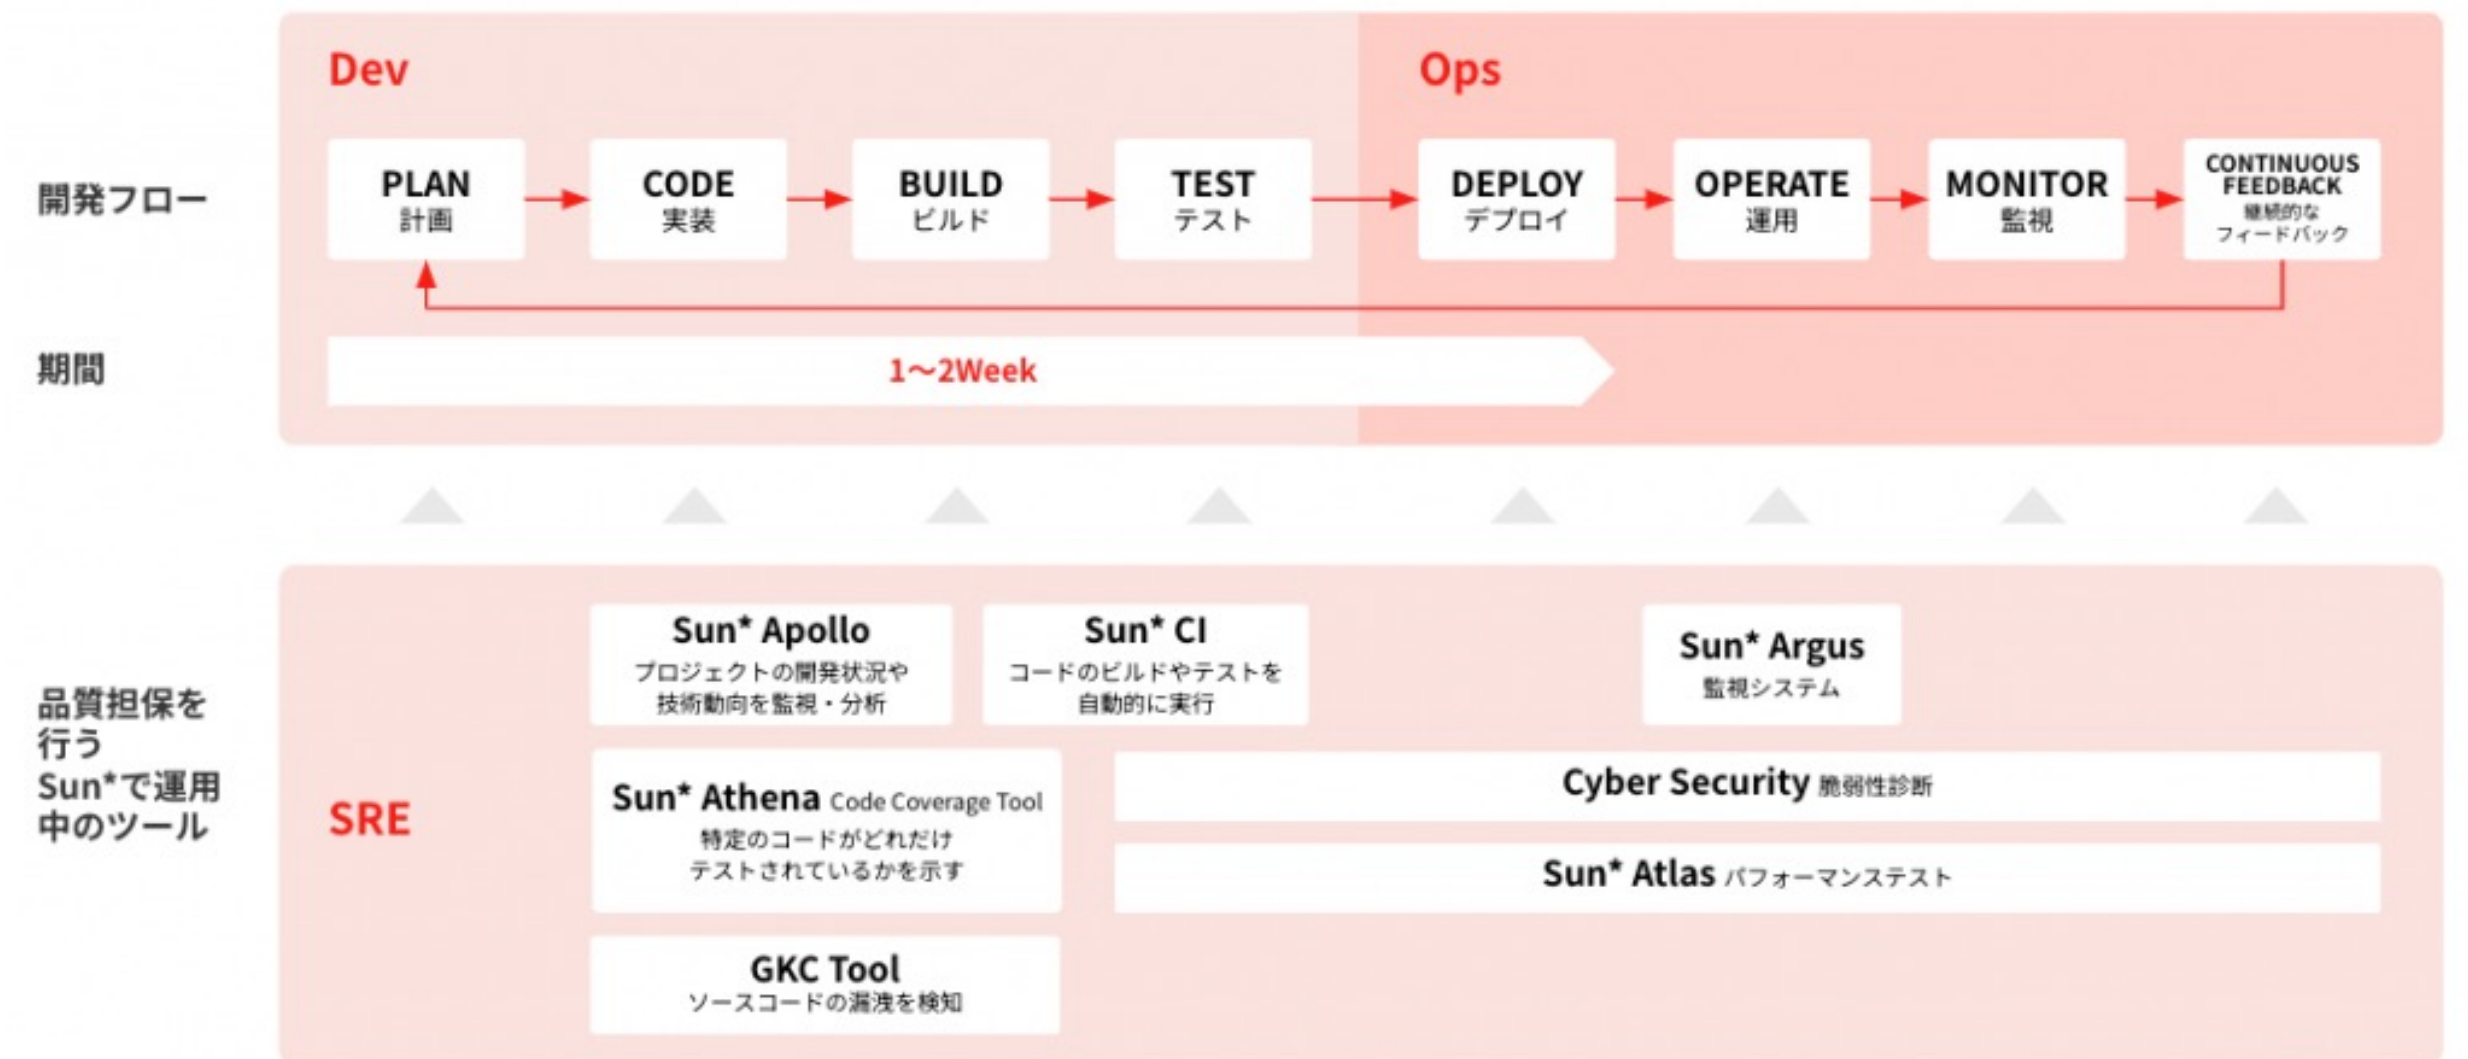 Dev
Ops
開発フロー
PLAN
計画
CODE
実装
BUILD
ビルド
TEST
テスト
DEPLOY
デプロイ
OPERATE
運用
MONITOR
監視
CONTINUOUS
FEEDBACK
継続的な
フィードバック
期間
1〜2Week
品質担保を
行う
Sun*で運用
中のツール
SRE
Sun* Apollo
プロジェクトの開発状況や
技術動向を監視・分析
Sun* CI
コードのビルドやテストを
自動的に実行
Sun* Argus
監視システム
Sun* Athena Code Coverage Tool
特定のコードがどれだけ
テストされているかを示す
Cyber Security 脆弱性診断
Sun* Atlas パフォーマンステスト
GKC Tool
ソースコードの漏洩を検知